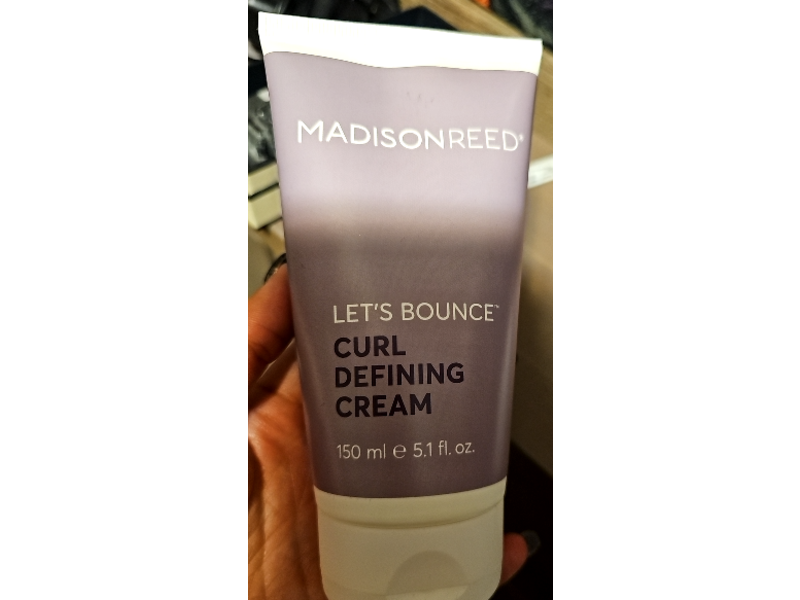 MADISONREED®
LET'S BOUNCE™
CURL
DEFINING
CREAM
150 ml ℮ 5.1 fl. oz.